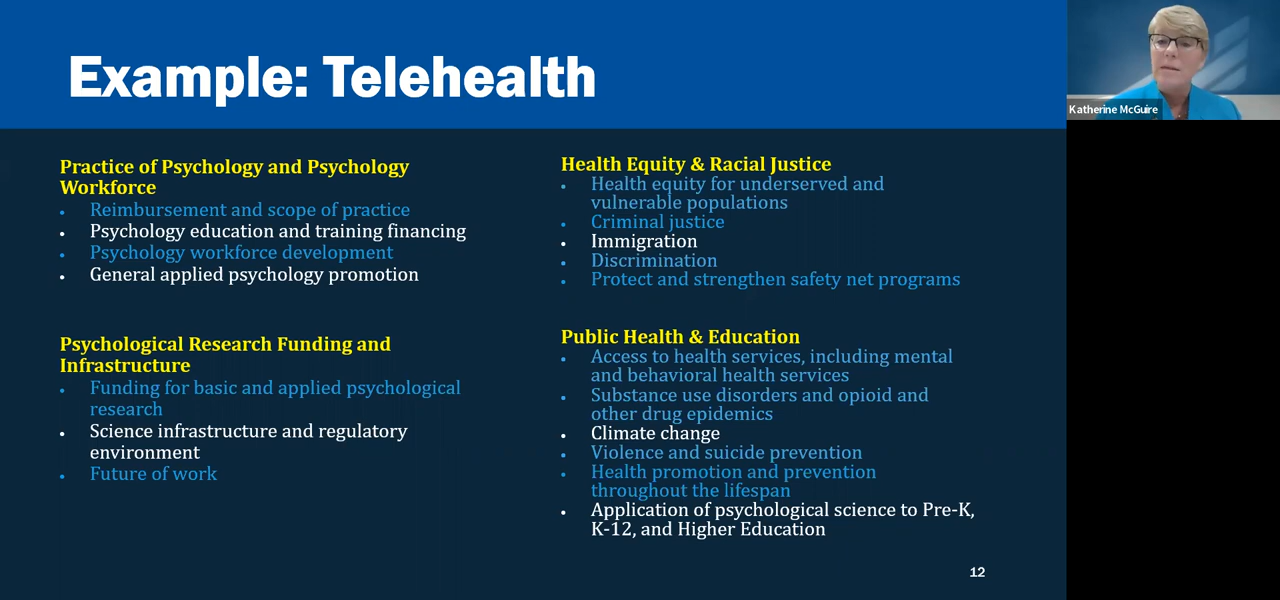 Example: Telehealth
Practice of Psychology and Psychology
Workforce
• Reimbursement and scope of practice
• Psychology education and training financing
• Psychology workforce development
• General applied psychology promotion
Psychological Research Funding and
Infrastructure
• Funding for basic and applied psychological
research
• Science infrastructure and regulatory
environment
• Future of work
Health Equity & Racial Justice
• Health equity for underserved and
vulnerable populations
• Criminal justice
• Immigration
• Discrimination
• Protect and strengthen safety net programs
Public Health & Education
• Access to health services, including mental
and behavioral health services
• Substance use disorders and opioid and
other drug epidemics
• Climate change
• Violence and suicide prevention
• Health promotion and prevention
throughout the lifespan
• Application of psychological science to Pre-K,
K-12, and Higher Education
12
Katherine McGuire